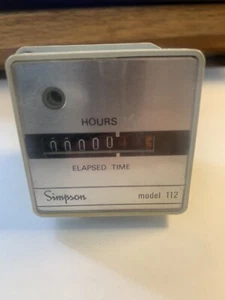 HOURS
00000
ELAPSED TIME
Simpson model 112